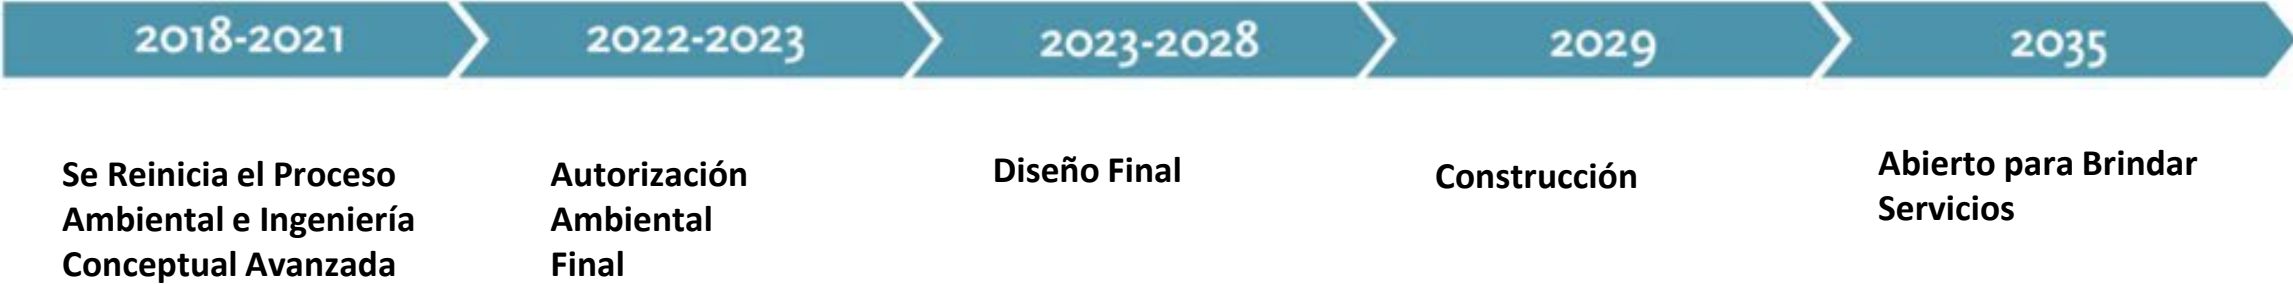 2018-2021
2022-2023
2023-2028
2029
2035
Se Reinicia el Proceso
Ambiental e Ingeniería
Conceptual Avanzada
Autorización
Ambiental
Final
Diseño Final
Construcción
Abierto para Brindar
Servicios